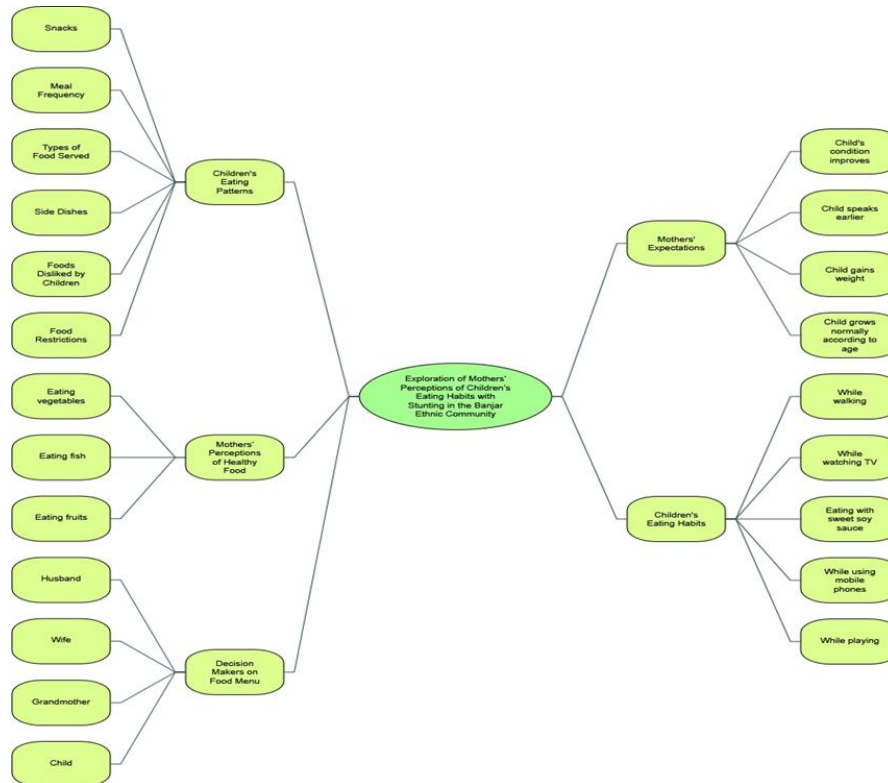 Snacks
Meal
Frequency
Types of
Food Served
Side Dishes
Foods
Disliked by
Children
Food
Restrictions
Eating
vegetables
Eating fish
Eating fruits
Husband
Wife
Grandmother
Child
Children's
Eating
Patterns
Mothers'
Perceptions
of Healthy
Food
Decision
Makers on
Food Menu
Exploration of Mothers'
Perceptions of Children's
Eating Habits with
Stunting in the Banjar
Ethnic Community
Mothers'
Expectations
Children's
Eating Habits
Child's
condition
improves
Child speaks
earlier
Child gains
weight
Child grows
normally
according to
age
While
walking
While
watching TV
Eating with
sweet soy
sauce
While using
mobile
phones
While playing